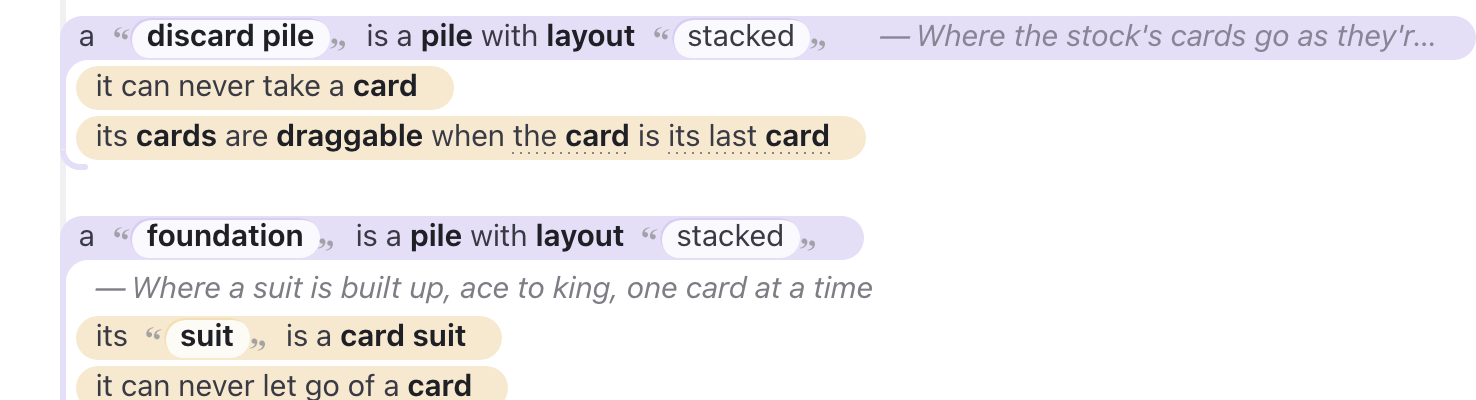 a “ discard pile „ is a pile with layout “ stacked „ — Where the stock's cards go as they'r...
it can never take a card
its cards are draggable when the card is its last card
a “ foundation „ is a pile with layout “ stacked „
— Where a suit is built up, ace to king, one card at a time
its “ suit „ is a card suit
it can never let go of a card